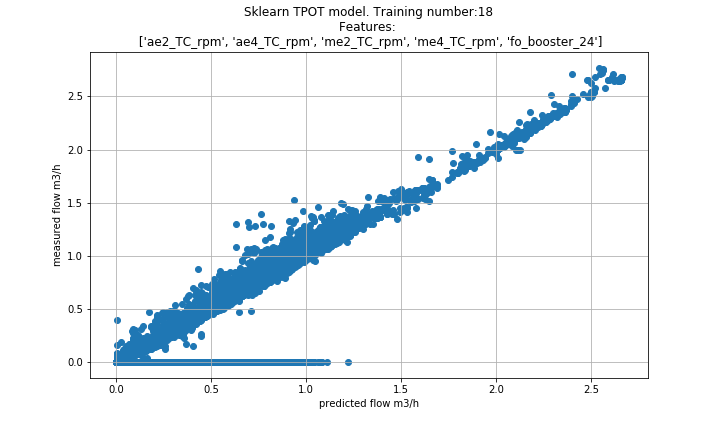 Sklearn TPOT model. Training number:18
Features:
['ae2_TC_rpm', 'ae4_TC_rpm', 'me2_TC_rpm', 'me4_TC_rpm', 'fo_booster_24']
2.5
2.0
1.5
1.0
0.5
0.0
measured flow m3/h
0.0 0.5 1.0 1.5 2.0 2.5
predicted flow m3/h